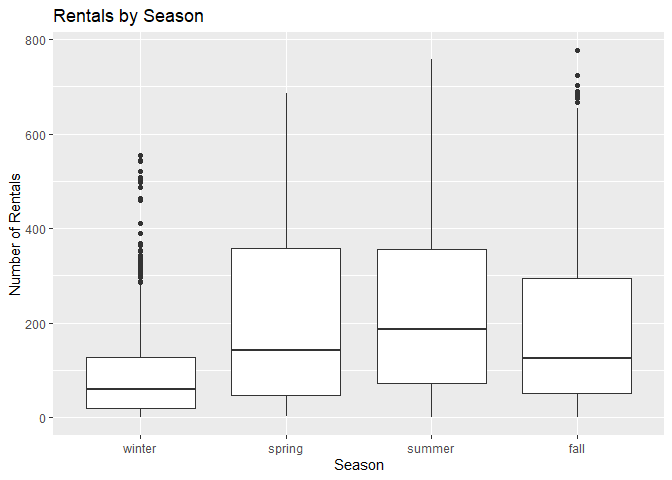 Rentals by Season
Number of Rentals
800
600
400
200
0
winter spring summer fall
Season